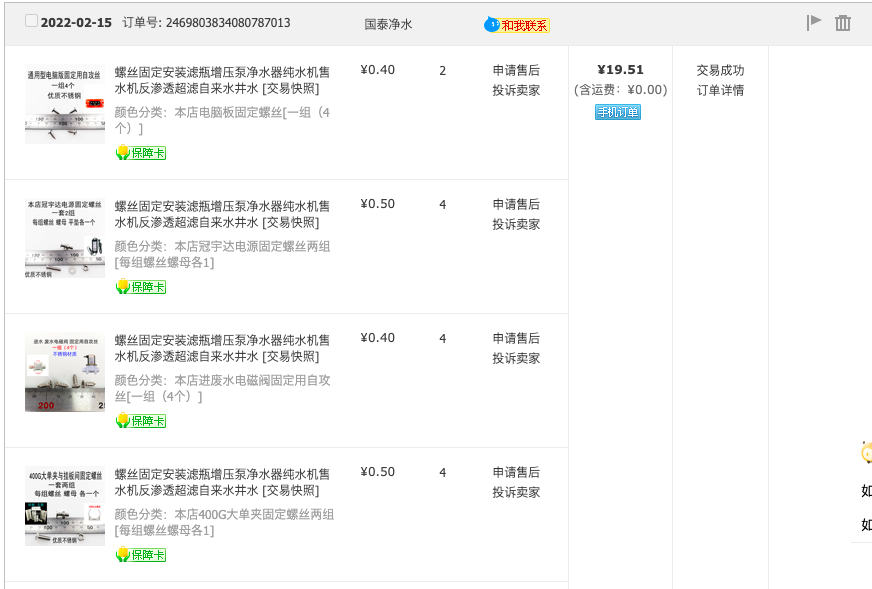 2022-02-15 订单号: 2469803834080787013 国泰净水 和我联系
螺丝固定安装滤瓶增压泵净水器纯水机售 ¥0.40 2 申请售后 ¥19.51 交易成功
水机反渗透超滤自来水井水 [交易快照] 投诉卖家 (含运费: ¥0.00) 订单详情
颜色分类: 本店电脑板固定螺丝[一组（4 手机订单
个）]
保障卡
通用型电脑版固定用自攻丝
一组4个
优质不锈钢
螺丝固定安装滤瓶增压泵净水器纯水机售 ¥0.50 4 申请售后
水机反渗透超滤自来水井水 [交易快照] 投诉卖家
颜色分类: 本店冠宇达电源固定螺丝两组
[每组螺丝螺母各1]
保障卡
本店冠宇达电源固定螺丝
一套2组
每组螺丝 螺母 平垫各一个
优质不锈钢
螺丝固定安装滤瓶增压泵净水器纯水机售 ¥0.40 4 申请售后
水机反渗透超滤自来水井水 [交易快照] 投诉卖家
颜色分类: 本店进废水电磁阀固定用自攻
丝[一组（4个）]
保障卡
进水 废水电磁阀 固定用自攻丝
一组（4个）
不锈钢材质
200
螺丝固定安装滤瓶增压泵净水器纯水机售 ¥0.50 4 申请售后
水机反渗透超滤自来水井水 [交易快照] 投诉卖家
颜色分类: 本店400G大单夹固定螺丝两组
[每组螺丝螺母各1]
保障卡
400G大单夹与挂板间固定螺丝
一套两组
每组螺丝 螺母 各一个
优质不锈钢
如
如